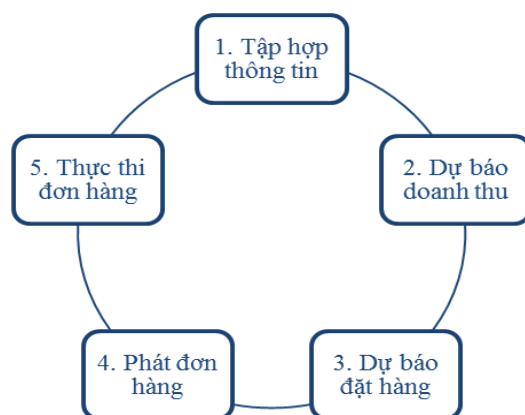 1. Tập hợp
thông tin
2. Dự báo
doanh thu
3. Dự báo
đặt hàng
4. Phát đơn
hàng
5. Thực thi
đơn hàng